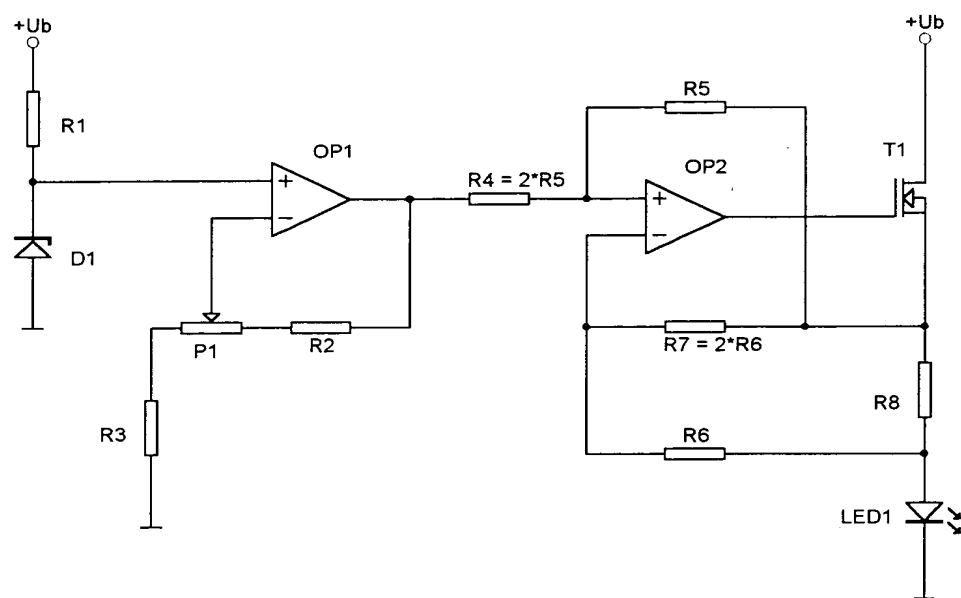 +Ub
+Ub
R1
OP1
R5
T1
R4 = 2*R5
OP2
+
−
+
−
D1
P1
R2
R7 = 2*R6
R8
R3
R6
LED1